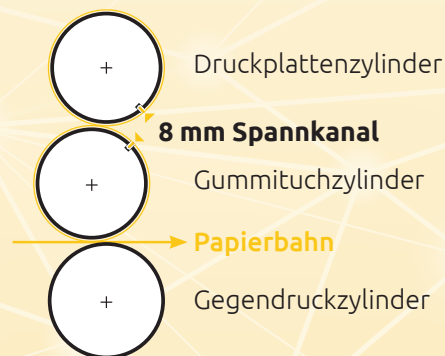 Druckplattenzylinder
8 mm Spannkanal
Gummituchzylinder
Papierbahn
Gegendruckzylinder